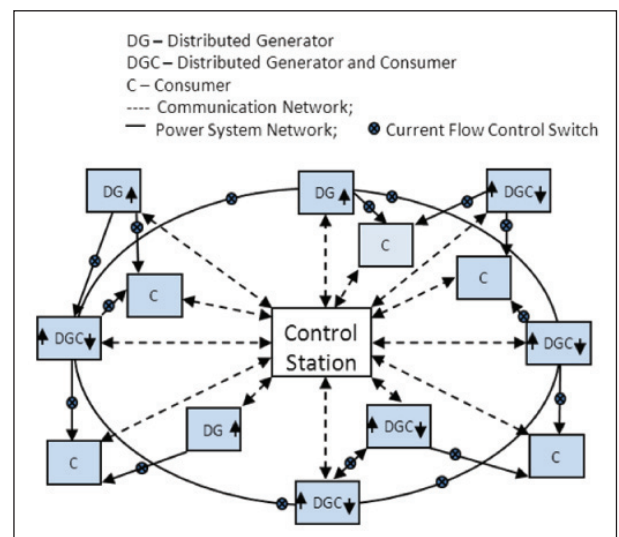 DG – Distributed Generator
DGC – Distributed Generator and Consumer
C – Consumer
---- Communication Network;
— Power System Network; Current Flow Control Switch
DG
DG
DGC
C
C
C
DGC
Control
Station
DGC
DG
DGC
C
C
DGC